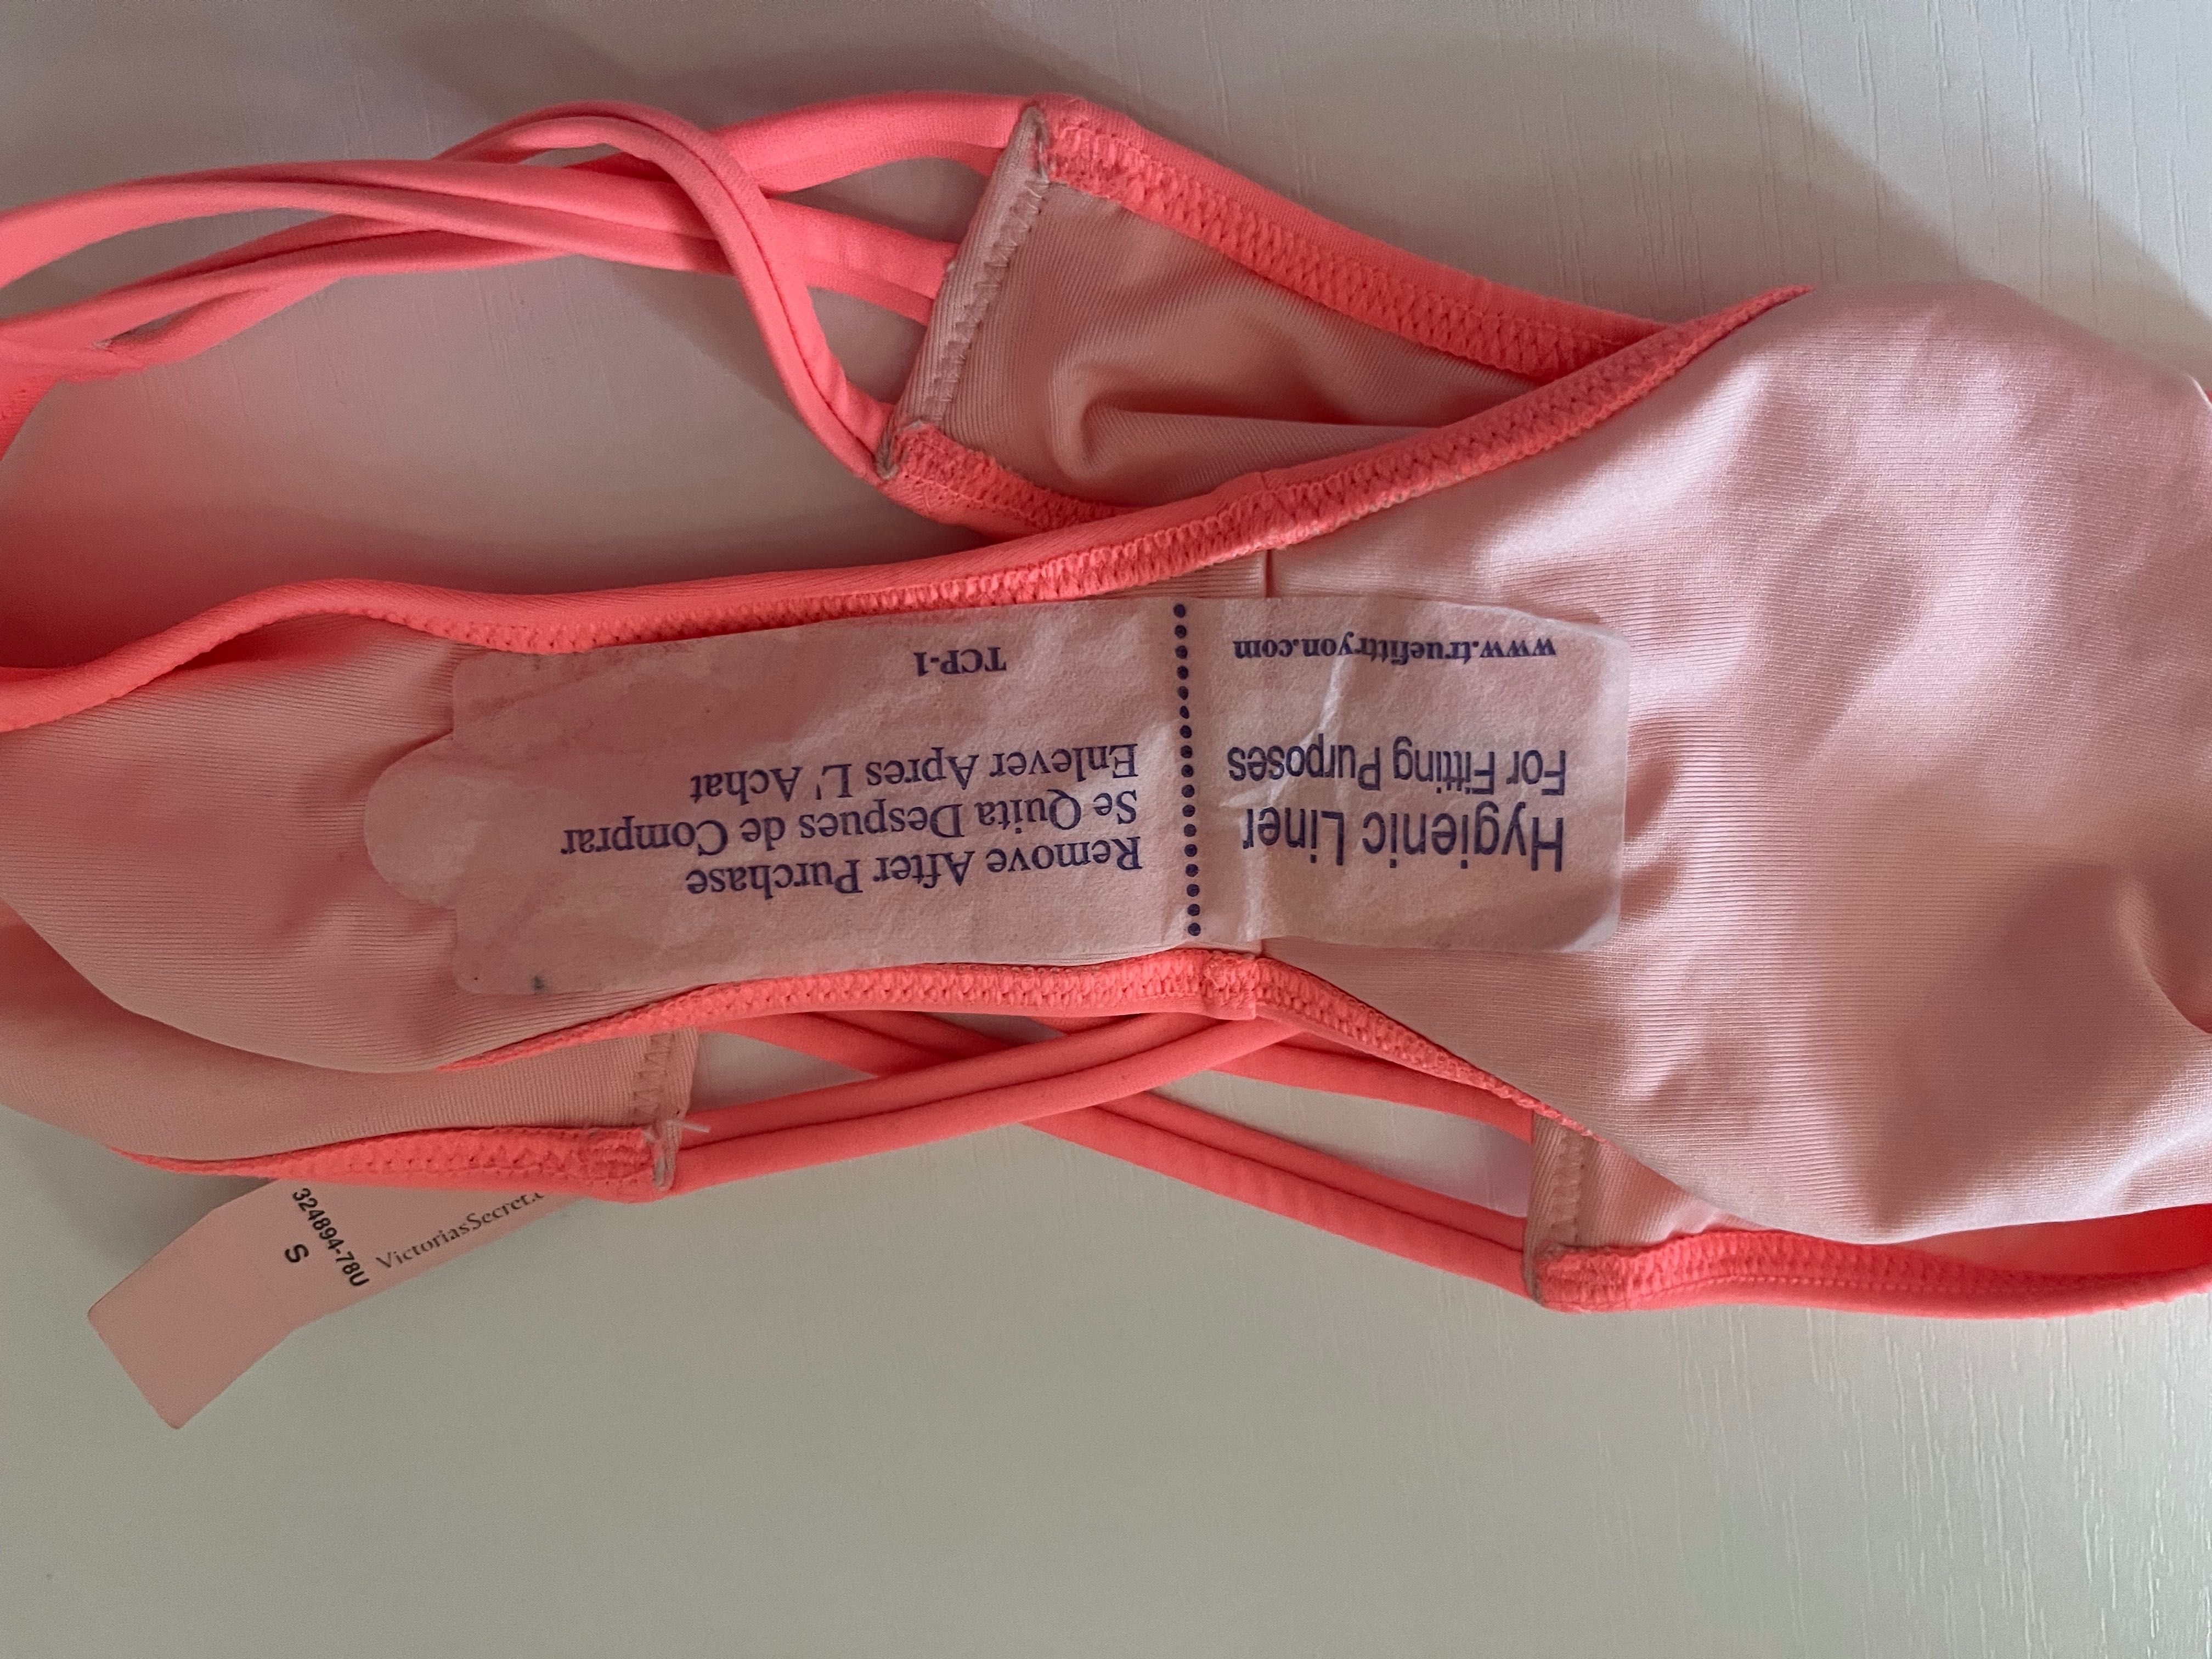 Hygienic Liner
For Fitting Purposes
www.truefittryon.com
Remove After Purchase
Se Quita Despues de Comprar
Enlever Apres L' Achat
TCP-1
324894-78U
S